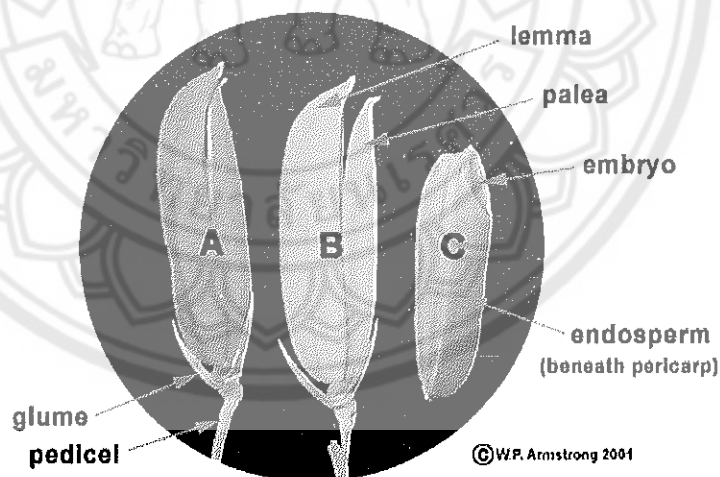 lemma
palea
embryo
A B C
endosperm
(beneath pericarp)
glume
pedicel
© W.P. Armstrong 2001